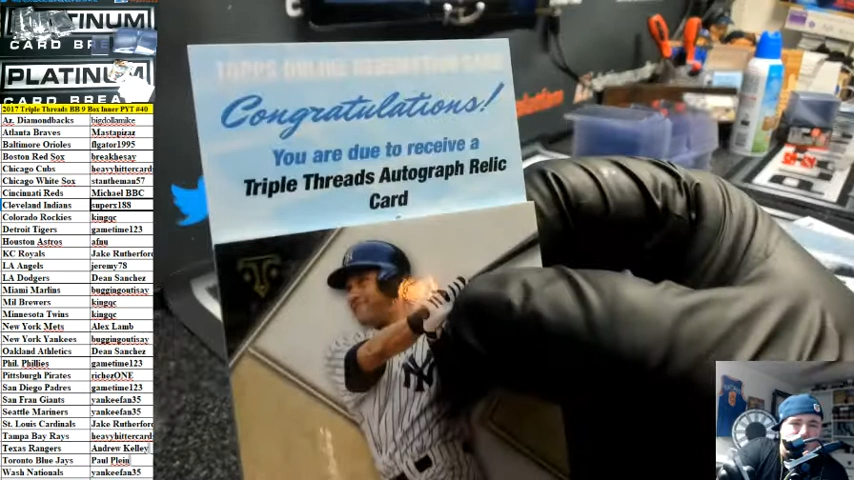 PLATINUM
CARD BRE
PLATINUM
CARD BREA
2017 Triple Threads BB 9 Box Inner PYT #40
Az. Diamondbacks bigdollamike
Atlanta Braves Mastapizar
Baltimore Orioles flgator1995
Boston Red Sox breakhesay
Chicago Cubs heavyhittercard
Chicago White Sox stantheman57
Cincinnati Reds Michael BBC
Cleveland Indians superx188
Colorado Rockies kingqc
Detroit Tigers gametime123
Houston Astros afnu
KC Royals Jake Rutherford
LA Angels jeremy78
LA Dodgers Dean Sanchez
Miami Marlins buggingoutisay
Mil Brewers kingqc
Minnesota Twins kingqc
New York Mets Alex Lamb
New York Yankees buggingoutisay
Oakland Athletics Dean Sanchez
Phil. Phillies gametime123
Pittsburgh Pirates richezONE
San Diego Padres gametime123
San Fran Giants yankeefan35
Seattle Mariners yankeefan35
St. Louis Cardinals Jake Rutherford
Tampa Bay Rays heavyhittercard
Texas Rangers Andrew Kelley
Toronto Blue Jays Paul Plein
Wash Nationals yankeefan35
TOPPS ONLINE REDEMPTION CARD
Congratulations!
You are due to receive a
Triple Threads Autograph Relic
Card